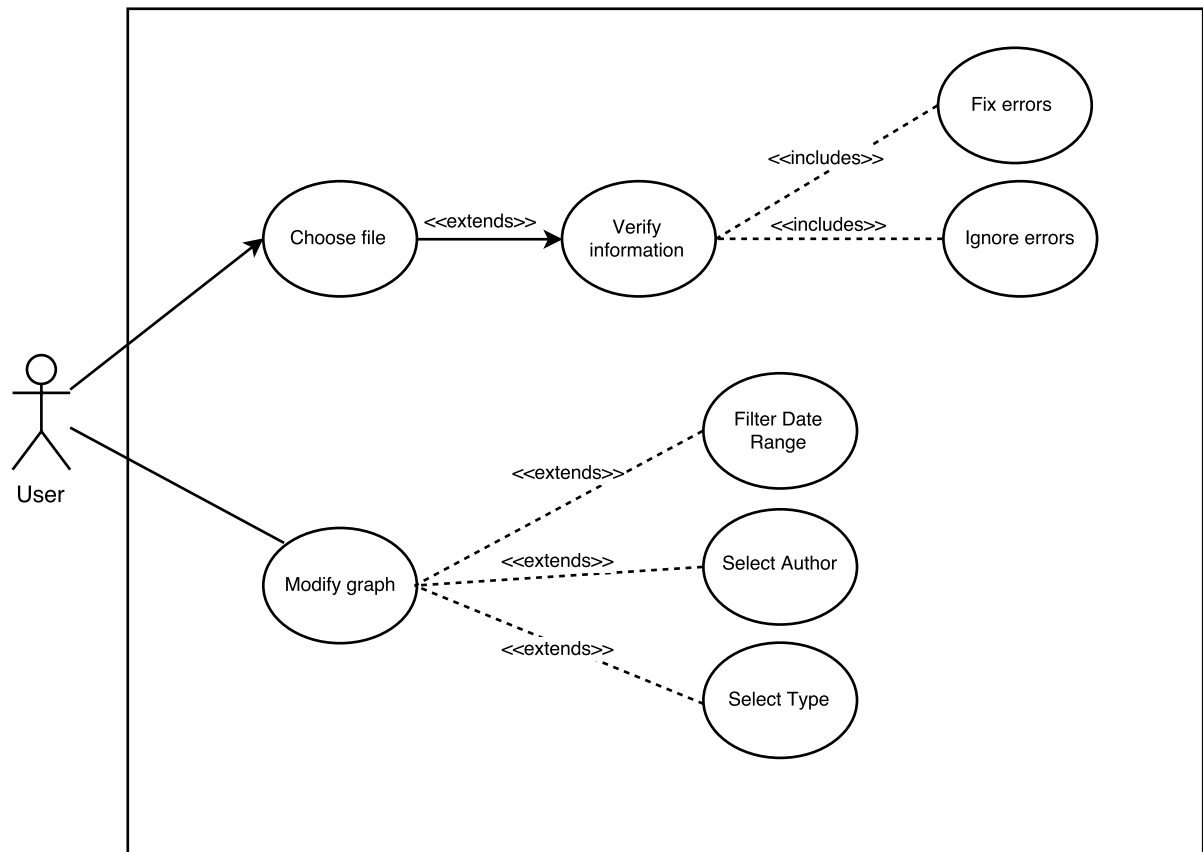 Fix errors
<<includes>>
Choose file
<<extends>>
Verify
information
<<includes>>
Ignore errors
User
Filter Date
Range
<<extends>>
Modify graph
<<extends>>
Select Author
<<extends>>
Select Type